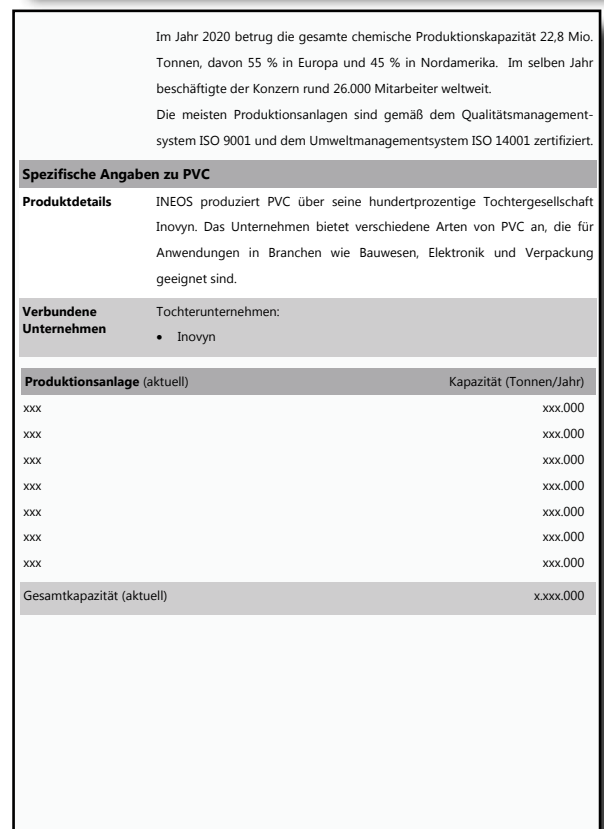 Im Jahr 2020 betrug die gesamte chemische Produktionskapazität 22,8 Mio.
Tonnen, davon 55 % in Europa und 45 % in Nordamerika. Im selben Jahr
beschäftigte der Konzern rund 26.000 Mitarbeiter weltweit.
Die meisten Produktionsanlagen sind gemäß dem Qualitätsmanagement-
system ISO 9001 und dem Umweltmanagementsystem ISO 14001 zertifiziert.
Spezifische Angaben zu PVC
Produktdetails INEOS produziert PVC über seine hundertprozentige Tochtergesellschaft
Inovyn. Das Unternehmen bietet verschiedene Arten von PVC an, die für
Anwendungen in Branchen wie Bauwesen, Elektronik und Verpackung
geeignet sind.
Verbundene Tochterunternehmen:
Unternehmen • Inovyn
Produktionsanlage (aktuell) Kapazität (Tonnen/Jahr)
xxx xxx.000
xxx xxx.000
xxx xxx.000
xxx xxx.000
xxx xxx.000
xxx xxx.000
xxx xxx.000
Gesamtkapazität (aktuell) x.xxx.000